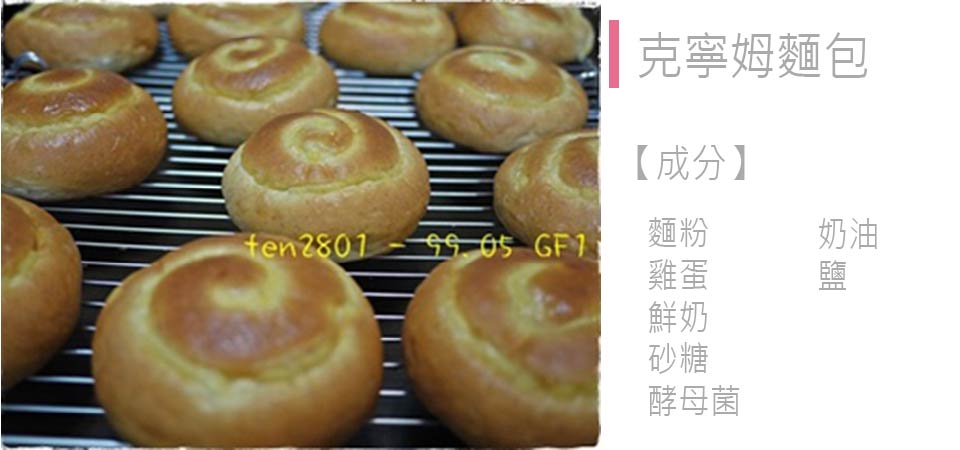 克寧姆麵包
【成分】
麵粉
雞蛋
鮮奶
砂糖
酵母菌
奶油
鹽
ten2801 - 99.05 GF1